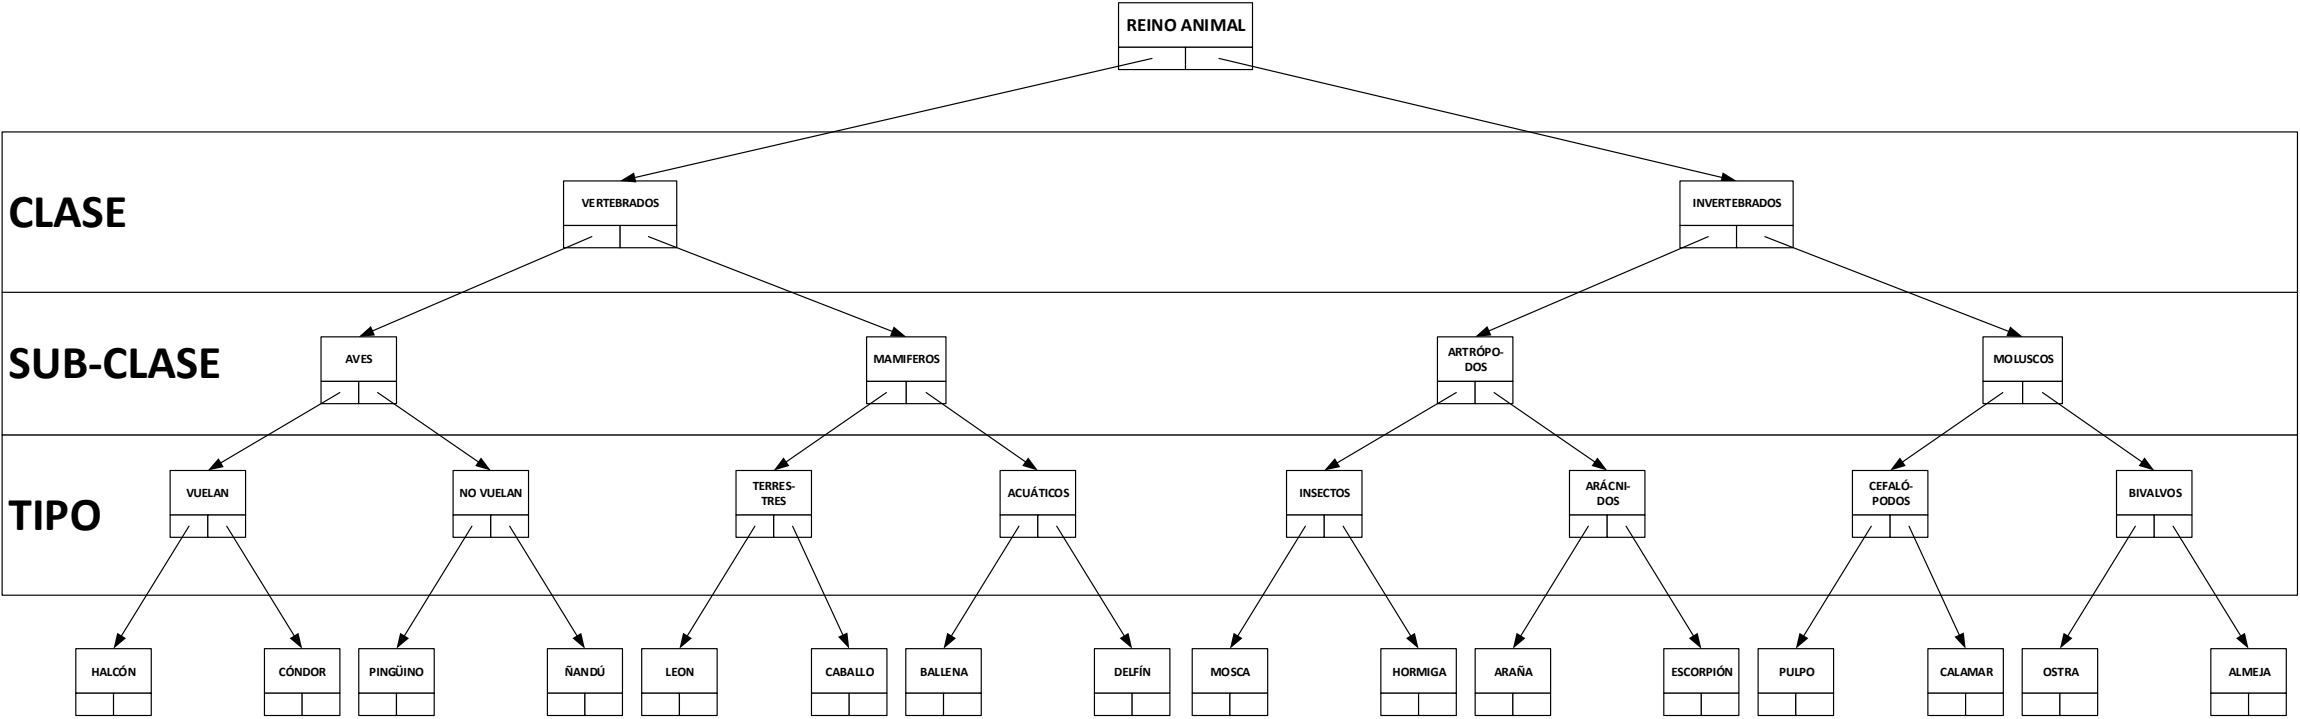 REINO ANIMAL
CLASE
VERTEBRADOS
INVERTEBRADOS
SUB-CLASE
AVES
MAMIFEROS
ARTRÓPO-
DOS
MOLUSCOS
TIPO
VUELAN
NO VUELAN
TERRES-
TRES
ACUÁTICOS
INSECTOS
ARÁCNI-
DOS
CEFALÓ-
PODOS
BIVALVOS
HALCÓN
CÓNDOR
PINGÜINO
ÑANDÚ
LEON
CABALLO
BALLENA
DELFÍN
MOSCA
HORMIGA
ARAÑA
ESCORPIÓN
PULPO
CALAMAR
OSTRA
ALMEJA